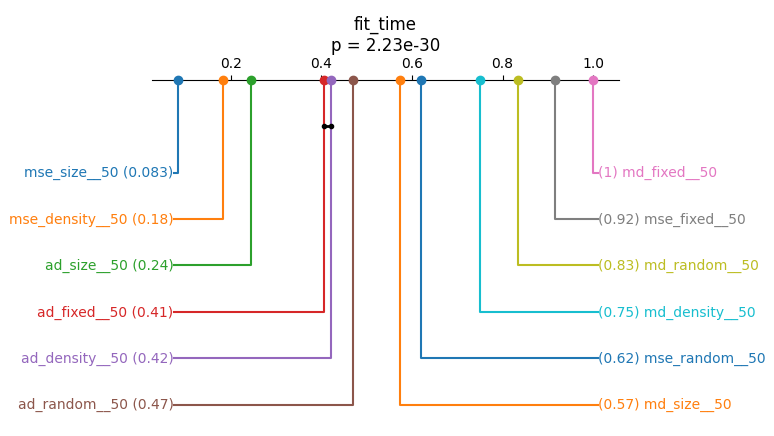 fit_time
p = 2.23e-30
0.2 0.4 0.6 0.8 1.0
mse_size__50 (0.083) (1) md_fixed__50
mse_density__50 (0.18) (0.92) mse_fixed__50
ad_size__50 (0.24) (0.83) md_random__50
ad_fixed__50 (0.41) (0.75) md_density__50
ad_density__50 (0.42) (0.62) mse_random__50
ad_random__50 (0.47) (0.57) md_size__50